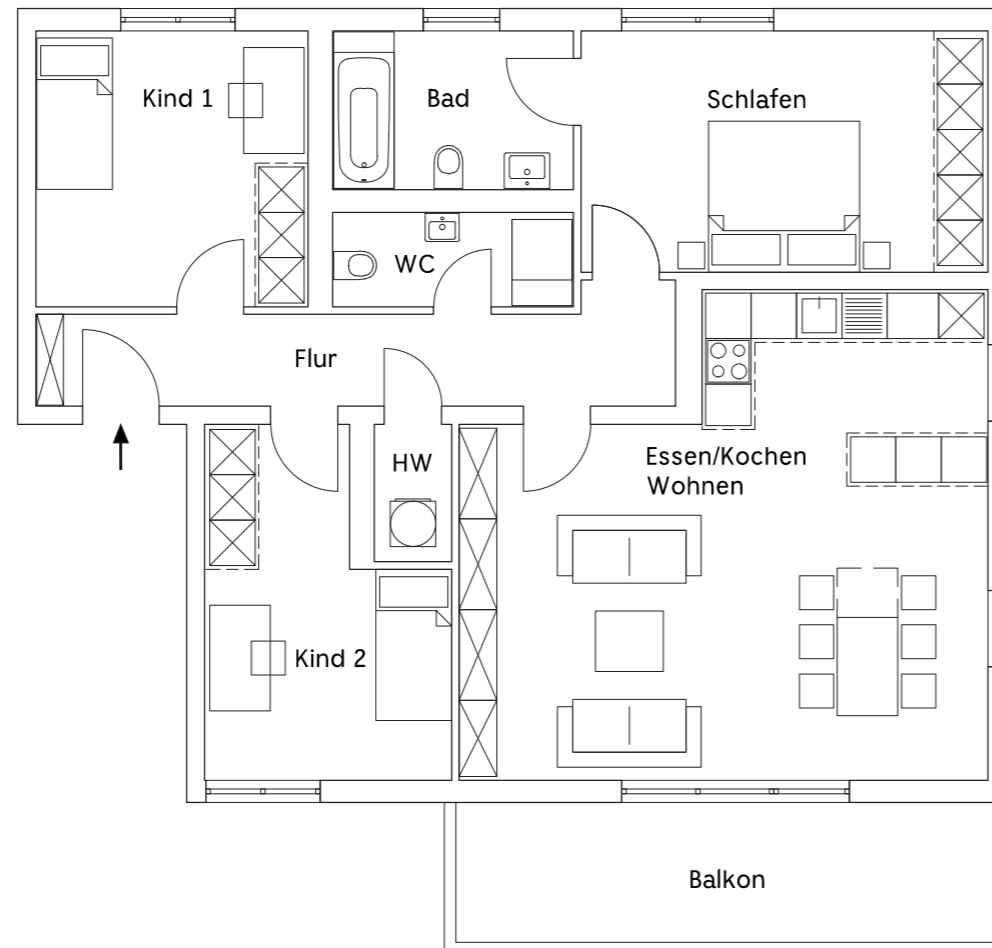 Kind 1
Bad
Schlafen
WC
Flur
HW
Essen/Kochen
Wohnen
Kind 2
Balkon